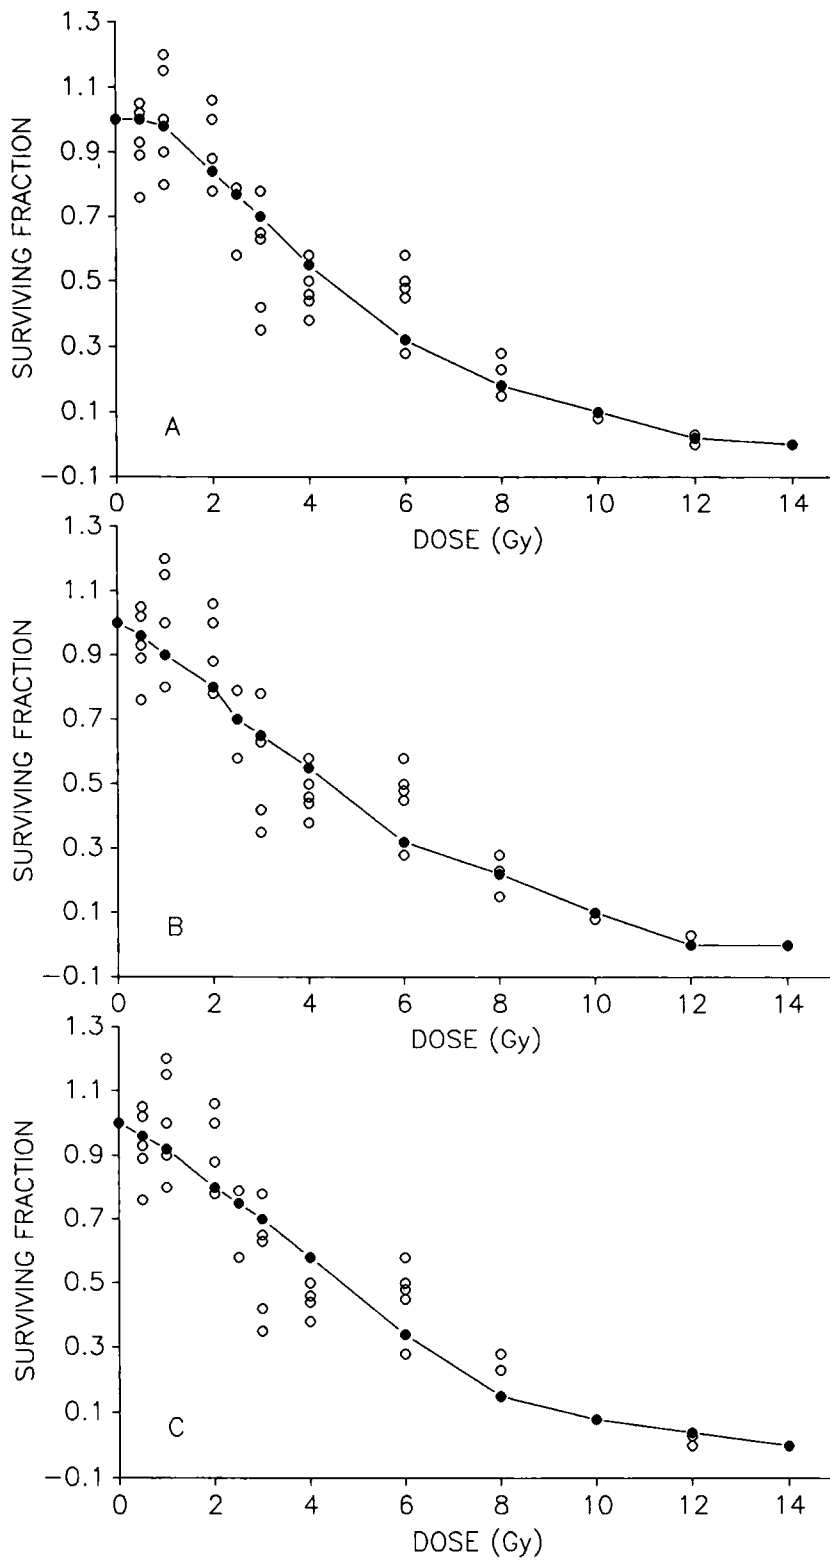 1.3
1.1
0.9
0.7
0.5
0.3
0.1
−0.1
SURVIVING FRACTION
A
0 2 4 6 8 10 12 14
DOSE (Gy)
1.3
1.1
0.9
0.7
0.5
0.3
0.1
−0.1
SURVIVING FRACTION
B
0 2 4 6 8 10 12 14
DOSE (Gy)
1.3
1.1
0.9
0.7
0.5
0.3
0.1
−0.1
SURVIVING FRACTION
C
0 2 4 6 8 10 12 14
DOSE (Gy)